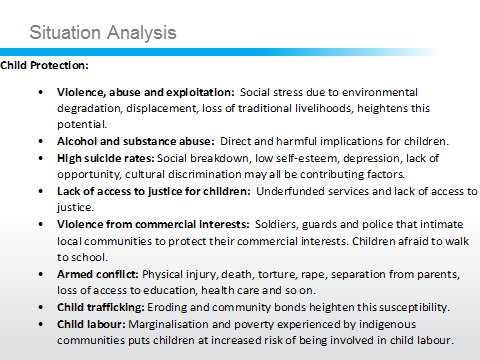 Situation Analysis
Child Protection:
• Violence, abuse and exploitation: Social stress due to environmental
degradation, displacement, loss of traditional livelihoods, heightens this
potential.
• Alcohol and substance abuse: Direct and harmful implications for children.
• High suicide rates: Social breakdown, low self-esteem, depression, lack of
opportunity, cultural discrimination may all be contributing factors.
• Lack of access to justice for children: Underfunded services and lack of access to
justice.
• Violence from commercial interests: Soldiers, guards and police that intimate
local communities to protect their commercial interests. Children afraid to walk
to school.
• Armed conflict: Physical injury, death, torture, rape, separation from parents,
loss of access to education, health care and so on.
• Child trafficking: Eroding and community bonds heighten this susceptibility.
• Child labour: Marginalisation and poverty experienced by indigenous
communities puts children at increased risk of being involved in child labour.